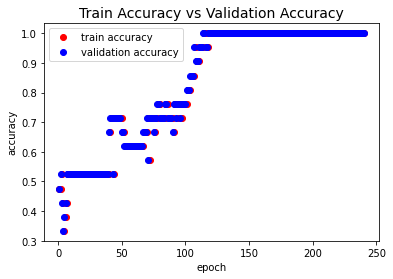 Train Accuracy vs Validation Accuracy
train accuracy
validation accuracy
1.0
0.9
0.8
0.7
0.6
0.5
0.4
0.3
accuracy
0 50 100 150 200 250
epoch